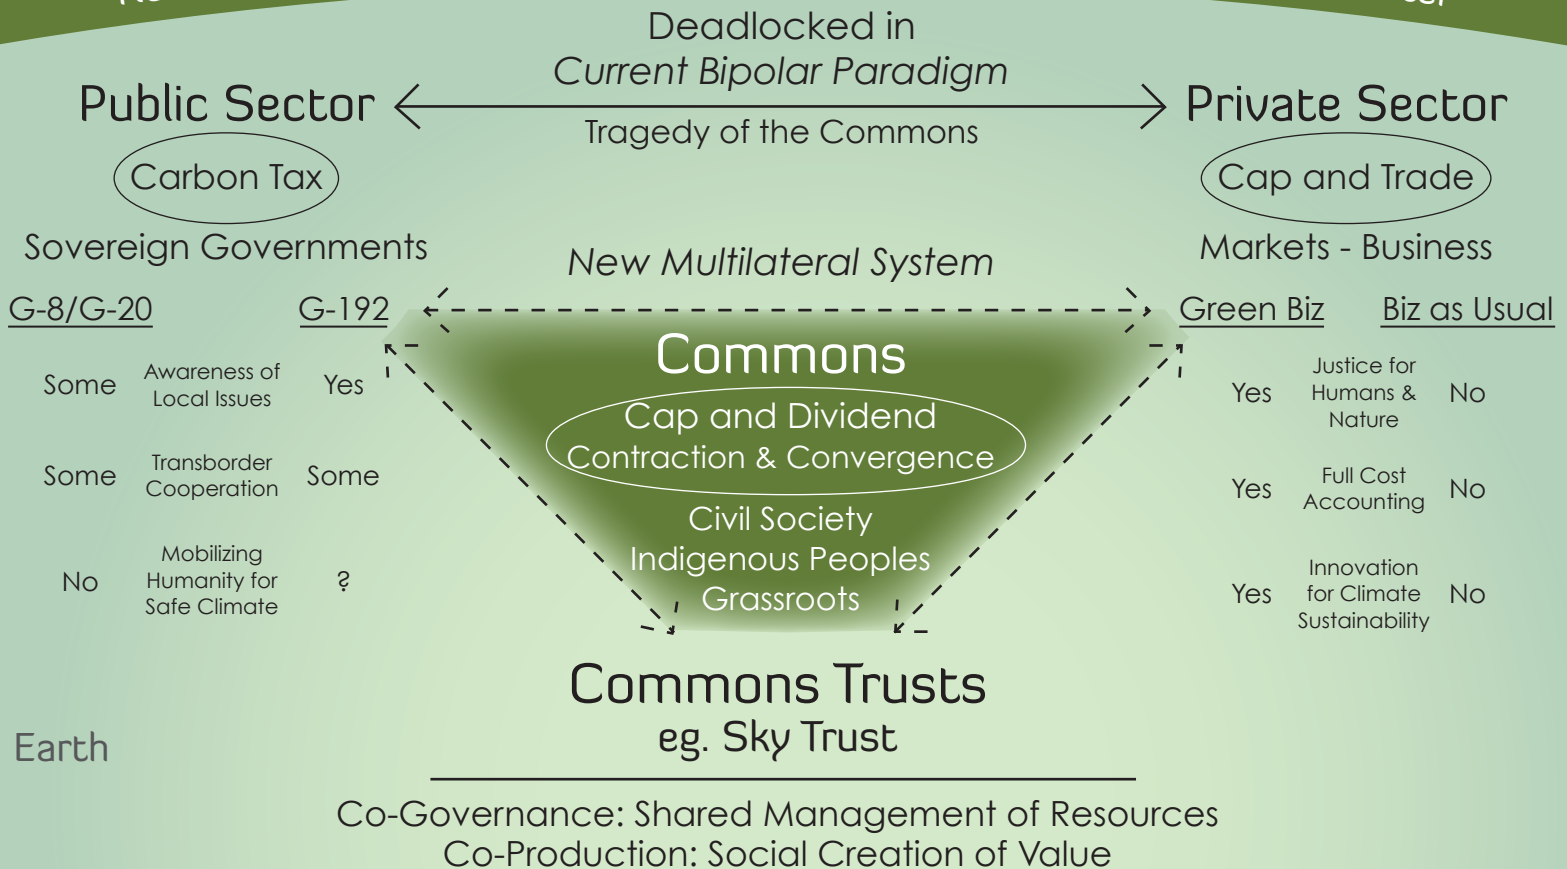 Deadlocked in
Current Bipolar Paradigm
Public Sector
Private Sector
Tragedy of the Commons
Carbon Tax
Cap and Trade
Sovereign Governments
Markets - Business
New Multilateral System
G-8/G-20
G-192
Green Biz
Biz as Usual
Some
Awareness of
Local Issues
Yes
Some
Transborder
Cooperation
Some
No
Mobilizing
Humanity for
Safe Climate
?
Commons
Cap and Dividend
Contraction & Convergence
Civil Society
Indigenous Peoples
Grassroots
Yes
Justice for
Humans &
Nature
No
Yes
Full Cost
Accounting
No
Yes
Innovation
for Climate
Sustainability
No
Commons Trusts
eg. Sky Trust
Earth
Co-Governance: Shared Management of Resources
Co-Production: Social Creation of Value